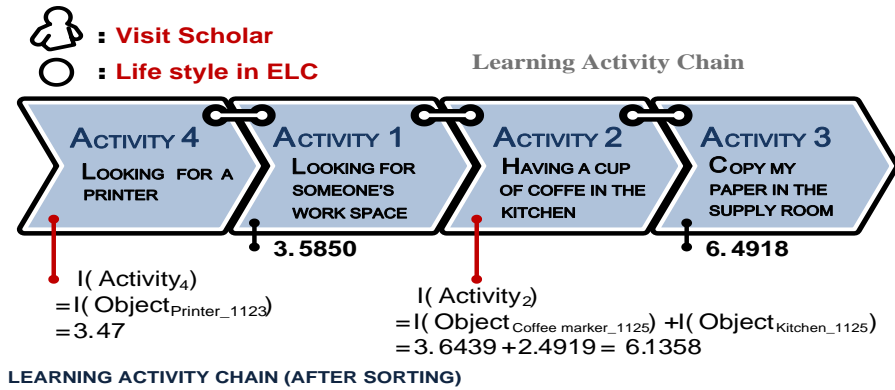 : Visit Scholar
: Life style in ELC
Learning Activity Chain
ACTIVITY 4
LOOKING FOR A
PRINTER
ACTIVITY 1
LOOKING FOR
SOMEONE'S
WORK SPACE
ACTIVITY 2
HAVING A CUP
OF COFFE IN THE
KITCHEN
ACTIVITY 3
COPY MY
PAPER IN THE
SUPPLY ROOM
3.5850
6.4918
I( Activity4)
=I( ObjectPrinter_1123)
=3.47
I( Activity2)
=I( ObjectCoffee marker_1125) +I( ObjectKitchen_1125)
=3.6439+2.4919= 6.1358
LEARNING ACTIVITY CHAIN (AFTER SORTING)